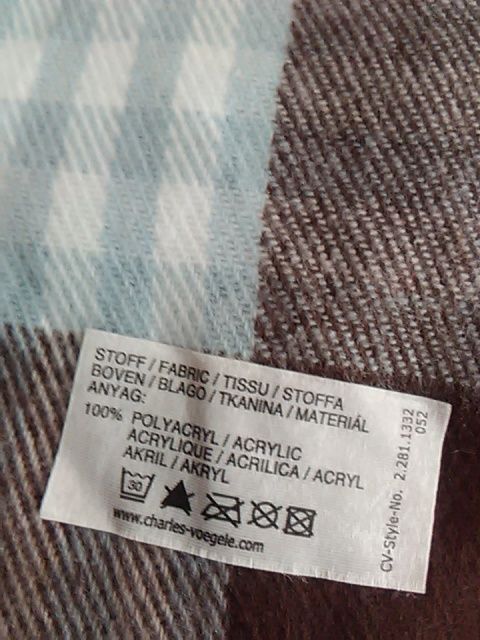 STOFF / FABRIC / TISSU / STOFFA
BOVEN / BLAGO / TKANINA / MATERIÁL
ANYAG:
100% POLYACRYL / ACRYLIC
ACRYLIQUE / ACRILICA / ACRYL
AKRIL / AKRYL
30
www.charles-voegele.com
CV-Style-No. 2.281.1332
052